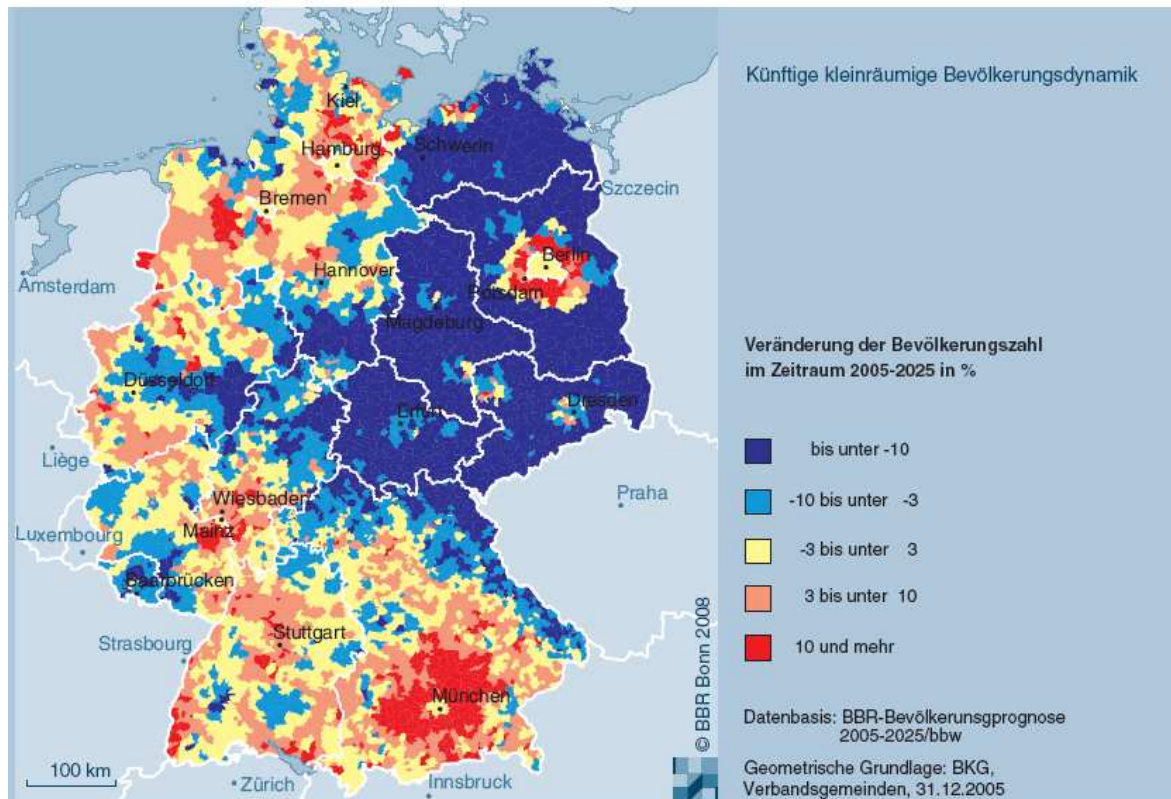 Künftige kleinräumige Bevölkerungsdynamik
Kiel
Hamburg
Schwerin
Szczecin
Bremen
Berlin
Amsterdam
Hannover
Potsdam
Magdeburg
Düsseldorf
Erfurt
Dresden
Liège
Wiesbaden
Praha
Mainz
Luxembourg
Saarbrücken
Strasbourg
Stuttgart
München
100 km
Zürich
Innsbruck
© BBR Bonn 2008
Veränderung der Bevölkerungszahl
im Zeitraum 2005-2025 in %
bis unter -10
-10 bis unter -3
-3 bis unter 3
3 bis unter 10
10 und mehr
Datenbasis: BBR-Bevölkerunsgprognose
2005-2025/bbw
Geometrische Grundlage: BKG,
Verbandsgemeinden, 31.12.2005